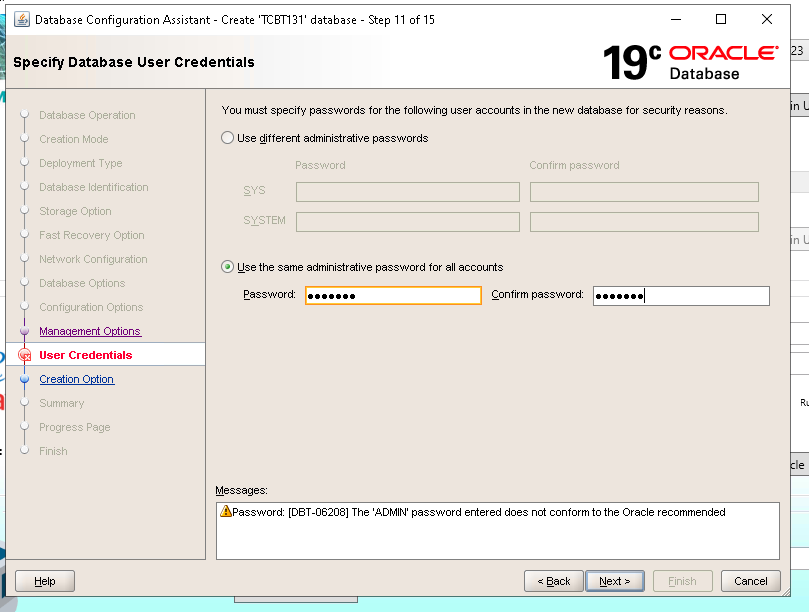 Database Configuration Assistant - Create 'TCBT131' database - Step 11 of 15
Specify Database User Credentials
19c ORACLE
Database
Database Operation
Creation Mode
Deployment Type
Database Identification
Storage Option
Fast Recovery Option
Network Configuration
Database Options
Configuration Options
Management Options
User Credentials
Creation Option
Summary
Progress Page
Finish
You must specify passwords for the following user accounts in the new database for security reasons.
Use different administrative passwords
Password Confirm password
SYS
SYSTEM
Use the same administrative password for all accounts
Password: Confirm password:
Messages:
Password: [DBT-06208] The 'ADMIN' password entered does not conform to the Oracle recommended
Help < Back Next > Finish Cancel
23
in U
in U
Ru
cle